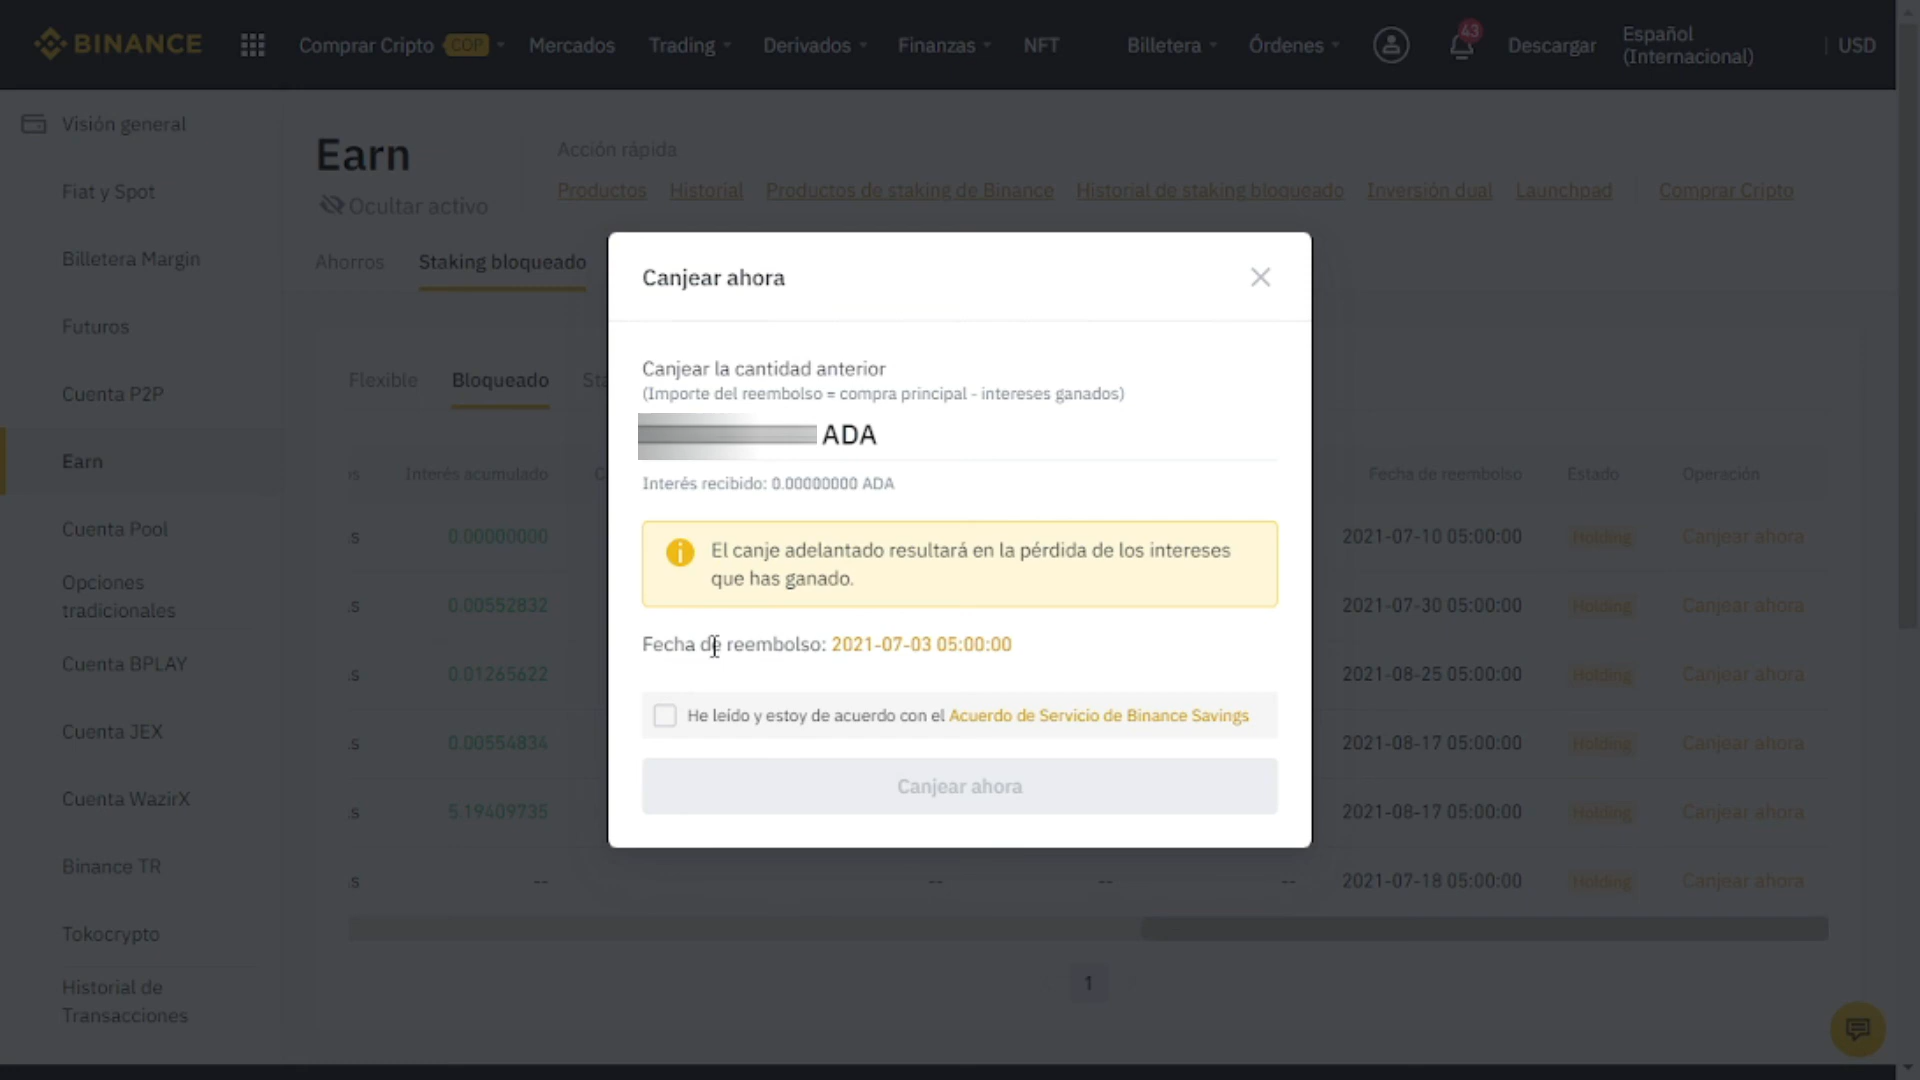 BINANCE
Comprar Cripto COP
Mercados
Trading
Derivados
Finanzas
NFT
Billetera
Órdenes
43
Descargar
Español
(Internacional)
USD
Visión general
Fiat y Spot
Billetera Margin
Futuros
Cuenta P2P
Earn
Cuenta Pool
Opciones
tradicionales
Cuenta BPLAY
Cuenta JEX
Cuenta WazirX
Binance TR
Tokocrypto
Historial de
Transacciones
Earn
Ocultar activo
Acción rápida
Productos Historial Productos de staking de Binance Historial de staking bloqueado Inversión dual Launchpad Comprar Cripto
Ahorros Staking bloqueado
Flexible Bloqueado
Interés acumulado Fecha de reembolso Estado Operación
0.00000000 2021-07-10 05:00:00 Holding Canjear ahora
0.00552832 2021-07-30 05:00:00 Holding Canjear ahora
0.01265622 2021-08-25 05:00:00 Holding Canjear ahora
0.00554834 2021-08-17 05:00:00 Holding Canjear ahora
5.19409735 2021-08-17 05:00:00 Holding Canjear ahora
-- -- -- -- 2021-07-18 05:00:00 Holding Canjear ahora
1
Canjear ahora
Canjear la cantidad anterior
(Importe del reembolso = compra principal - intereses ganados)
ADA
Interés recibido: 0.00000000 ADA
El canje adelantado resultará en la pérdida de los intereses
que has ganado.
Fecha de reembolso: 2021-07-03 05:00:00
He leído y estoy de acuerdo con el Acuerdo de Servicio de Binance Savings
Canjear ahora